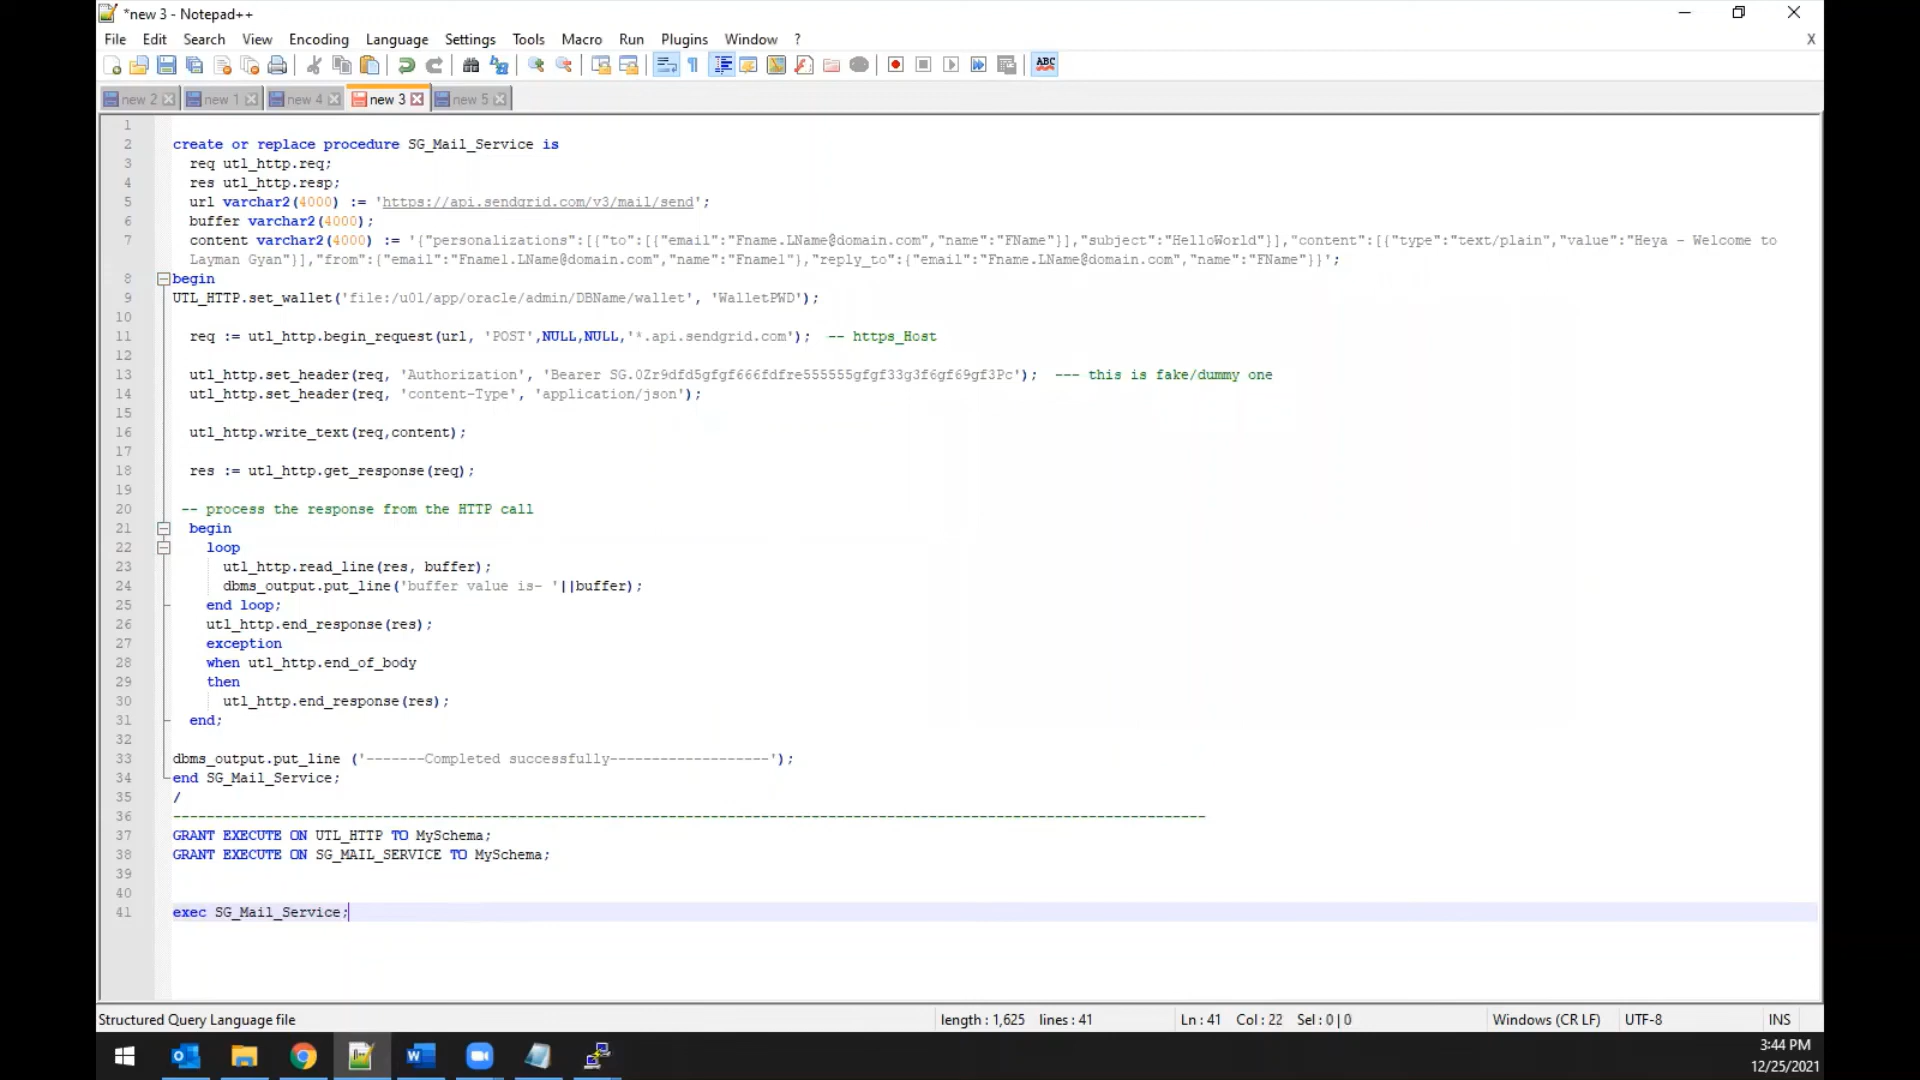 *new 3 - Notepad++
File Edit Search View Encoding Language Settings Tools Macro Run Plugins Window ? X
ABC
new 2 new 1 new 4 new 3 new 5
1
2 create or replace procedure SG_Mail_Service is
3 req utl_http.req;
4 res utl_http.resp;
5 url varchar2(4000) := 'https://api.sendgrid.com/v3/mail/send';
6 buffer varchar2(4000);
7 content varchar2(4000) := '{"personalizations":[{"to":[{"email":"Fname.LName@domain.com","name":"FName"}],"subject":"HelloWorld"}],"content":[{"type":"text/plain","value":"Heya - Welcome to
Layman Gyan"}],"from":{"email":"Fname1.LName@domain.com","name":"Fname1"},"reply_to":{"email":"Fname.LName@domain.com","name":"FName"}}';
8 begin
9 UTL_HTTP.set_wallet('file:/u01/app/oracle/admin/DBName/wallet', 'WalletPWD');
10
11 req := utl_http.begin_request(url, 'POST',NULL,NULL,'*.api.sendgrid.com'); -- https_Host
12
13 utl_http.set_header(req, 'Authorization', 'Bearer SG.0Zr9dfd5gfgf666fdfre555555gfgf33g3f6gf69gf3Pc'); --- this is fake/dummy one
14 utl_http.set_header(req, 'content-Type', 'application/json');
15
16 utl_http.write_text(req,content);
17
18 res := utl_http.get_response(req);
19
20 -- process the response from the HTTP call
21 begin
22 loop
23 utl_http.read_line(res, buffer);
24 dbms_output.put_line('buffer value is- '||buffer);
25 end loop;
26 utl_http.end_response(res);
27 exception
28 when utl_http.end_of_body
29 then
30 utl_http.end_response(res);
31 end;
32
33 dbms_output.put_line ('-------Completed successfully-------------------');
34 end SG_Mail_Service;
35 /
36 ---------------------------------------------------------------------------------------------------------------------------
37 GRANT EXECUTE ON UTL_HTTP TO MySchema;
38 GRANT EXECUTE ON SG_MAIL_SERVICE TO MySchema;
39
40
41 exec SG_Mail_Service;
Structured Query Language file length : 1,625 lines : 41 Ln : 41 Col : 22 Sel : 0 | 0 Windows (CR LF) UTF-8 INS
3:44 PM
12/25/2021